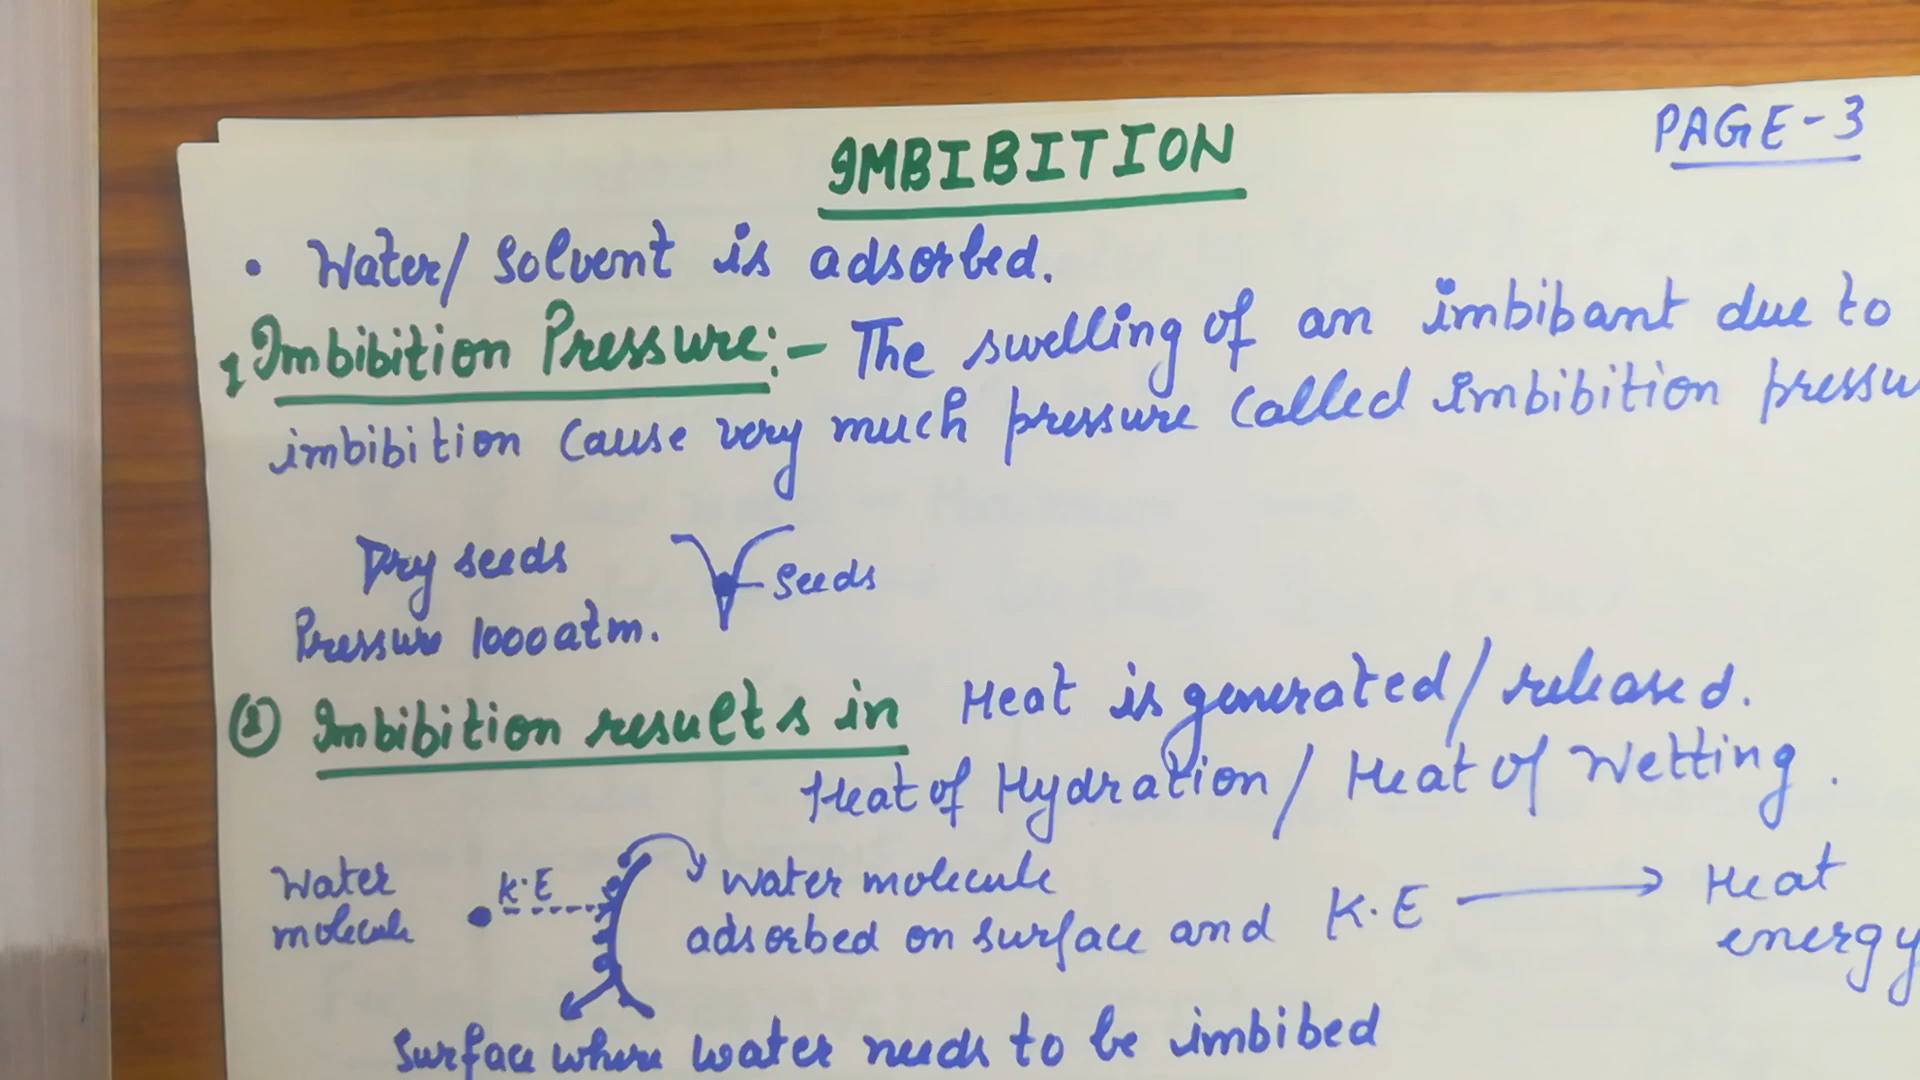 IMBIBITION
PAGE-3
• Water/ Solvent is adsorbed.
1 Imbibition Pressure:- The swelling of an imbibant due to
imbibition cause very much pressure called imbibition pressu
Dry seeds
Pressure 1000 atm.
Seeds
② Imbibition results in Heat is generated/released.
Heat of Hydration/ Heat of Wetting.
Water
molecule
K.E
water molecule
adsorbed on surface and K.E → Heat
energy
Surface where water needs to be imbibed